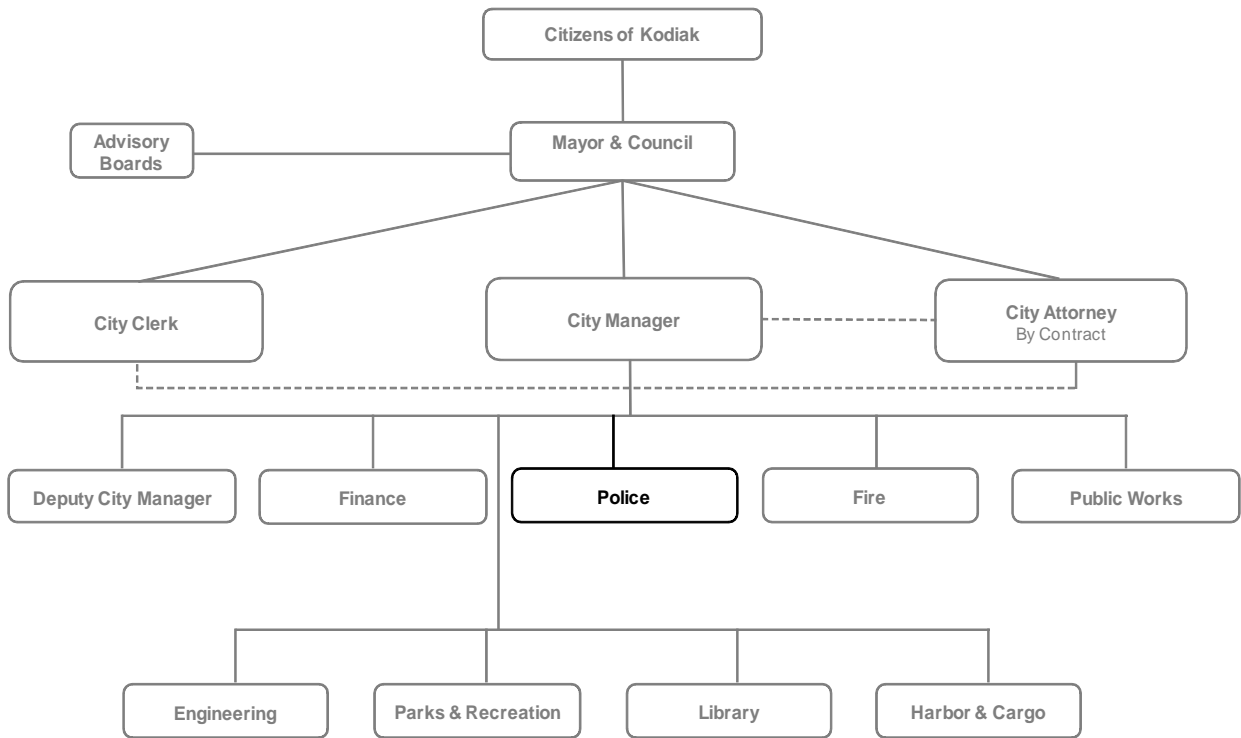 Citizens of Kodiak
Advisory
Boards
Mayor & Council
City Clerk
City Manager
City Attorney
By Contract
Deputy City Manager
Finance
Police
Fire
Public Works
Engineering
Parks & Recreation
Library
Harbor & Cargo